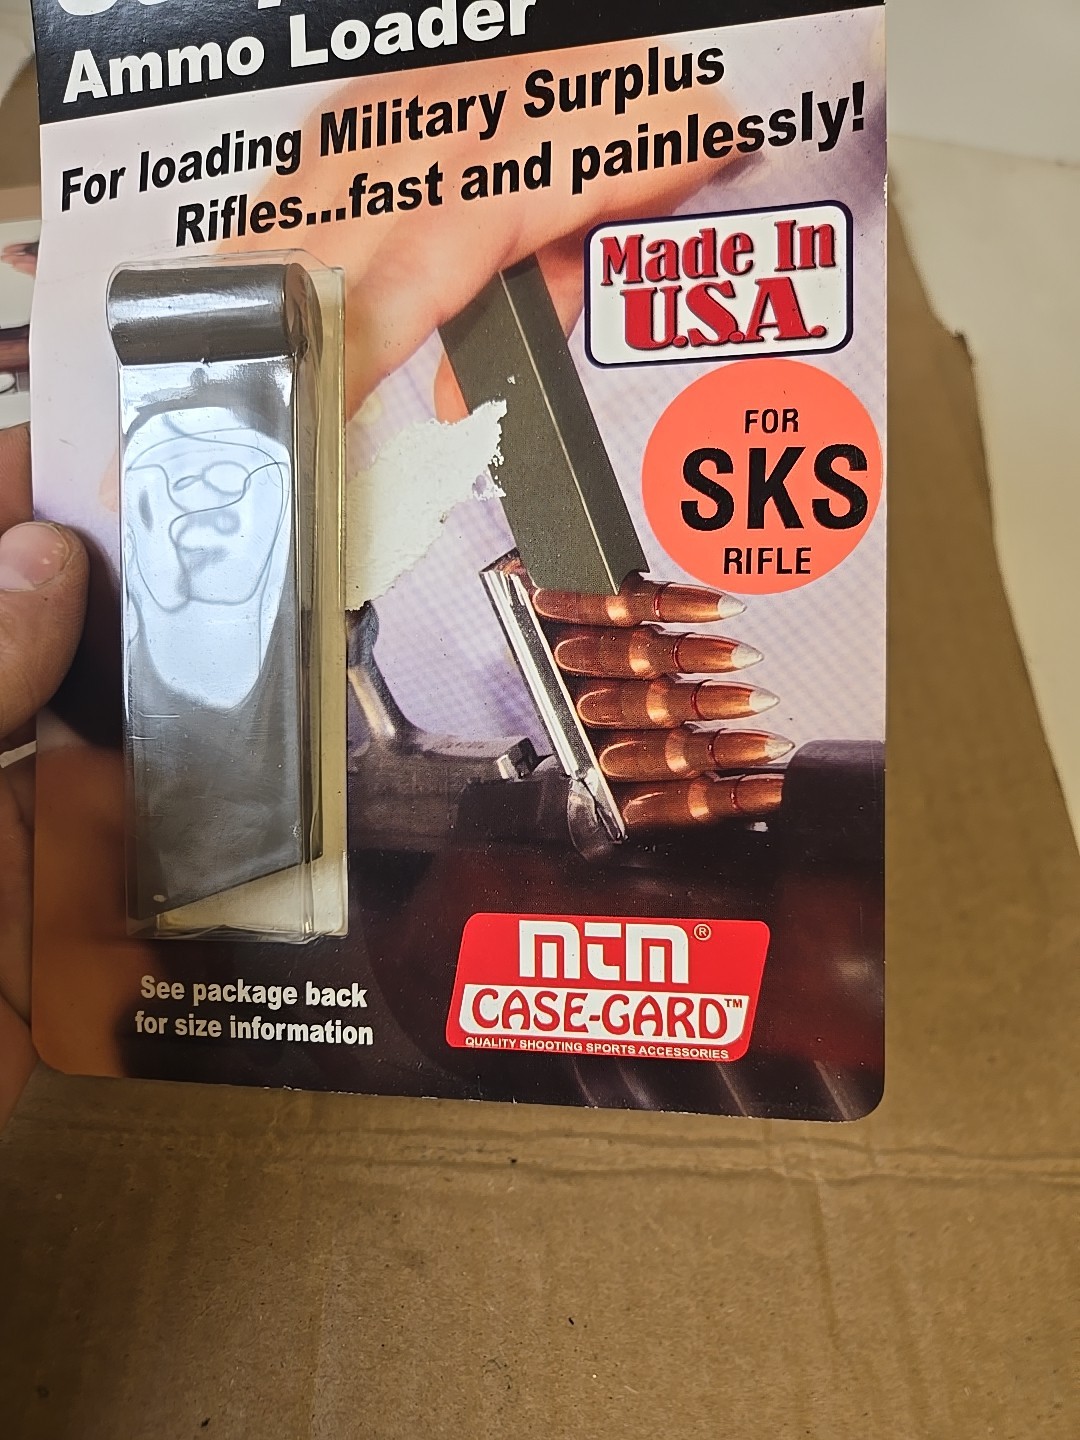 Ammo Loader
For loading Military Surplus
Rifles...fast and painlessly!
Made In
U.S.A.
FOR
SKS
RIFLE
See package back
for size information
mtm®
CASE-GARD™
QUALITY SHOOTING SPORTS ACCESSORIES